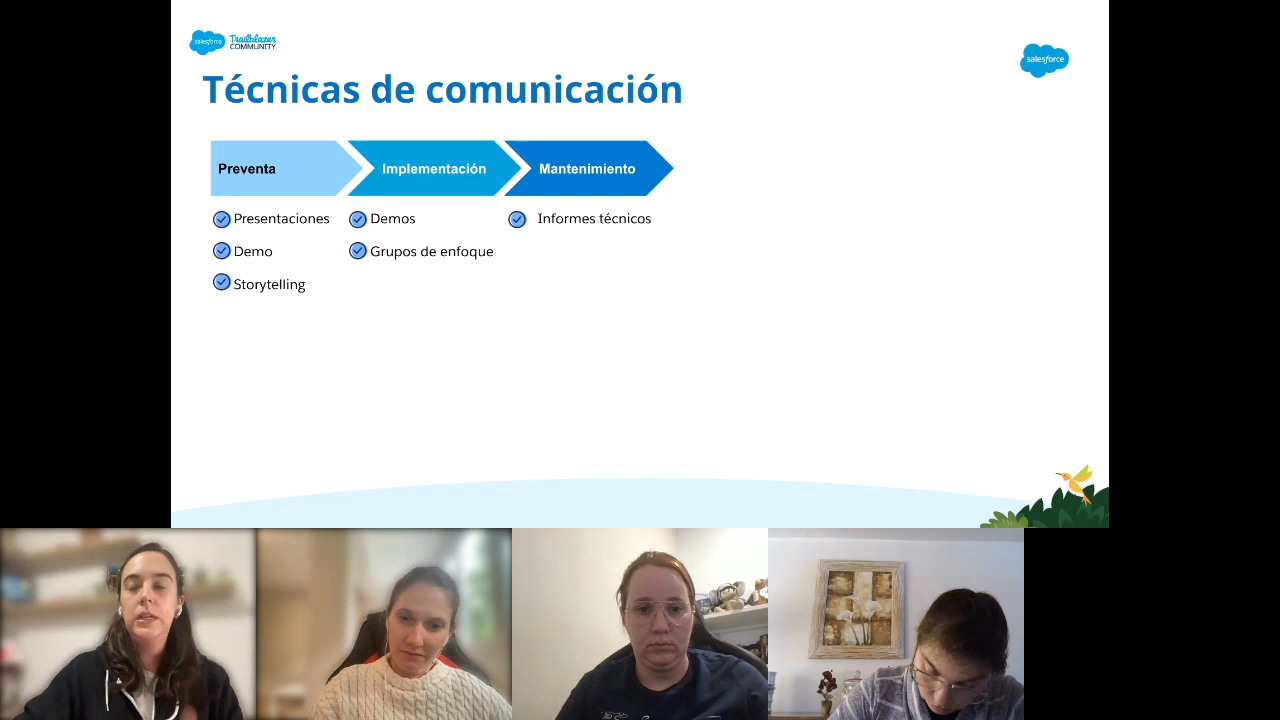 salesforce
Trailblazer
COMMUNITY
salesforce
Técnicas de comunicación
Preventa
Implementación
Mantenimiento
Presentaciones
Demos
Informes técnicos
Demo
Grupos de enfoque
Storytelling